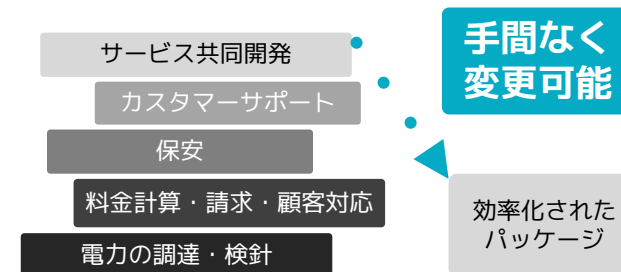 サービス共同開発
カスタマーサポート
保安
料金計算・請求・顧客対応
電力の調達・検針
手間なく
変更可能
効率化された
パッケージ